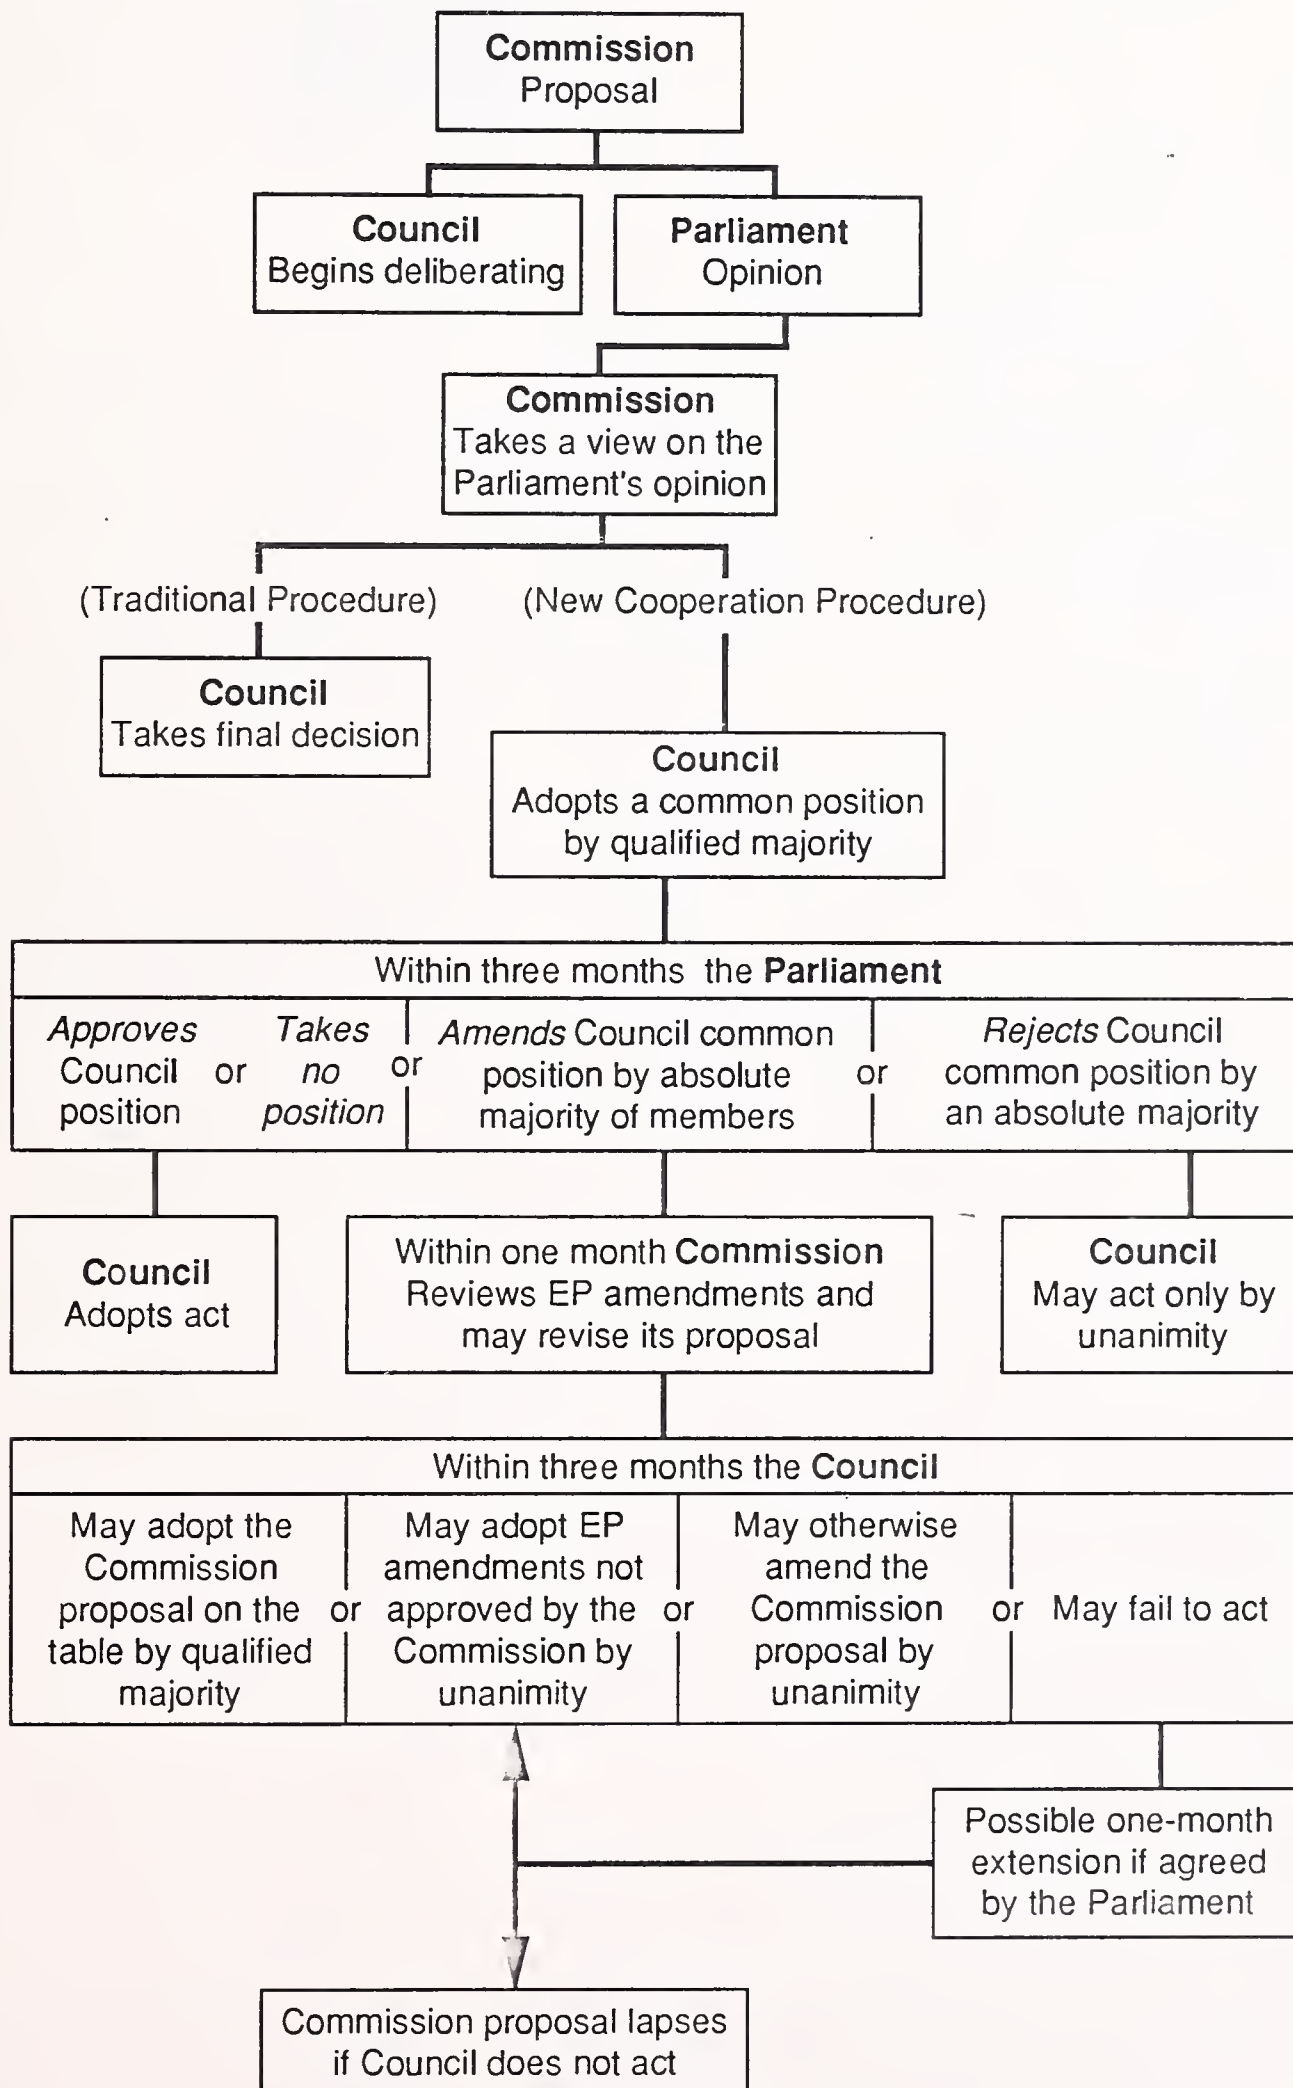 Commission
Proposal
Council
Begins deliberating
Parliament
Opinion
Commission
Takes a view on the
Parliament's opinion
(Traditional Procedure)
(New Cooperation Procedure)
Council
Takes final decision
Council
Adopts a common position
by qualified majority
Within three months the Parliament
Approves
Council
position
or
Takes
no
position
or
Amends Council common
position by absolute
majority of members
or
Rejects Council
common position by
an absolute majority
Council
Adopts act
Within one month Commission
Reviews EP amendments and
may revise its proposal
Council
May act only by
unanimity
Within three months the Council
May adopt the
Commission
proposal on the
table by qualified
majority
or
May adopt EP
amendments not
approved by the
Commission by
unanimity
or
May otherwise
amend the
Commission
proposal by
unanimity
or
May fail to act
Possible one-month
extension if agreed
by the Parliament
Commission proposal lapses
if Council does not act